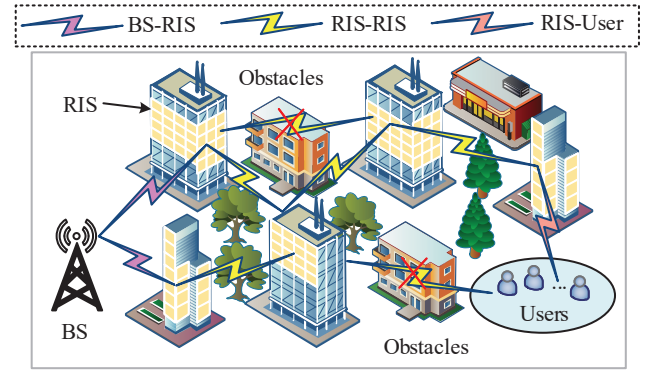 BS-RIS RIS-RIS RIS-User
Obstacles
RIS
BS
...
Users
Obstacles